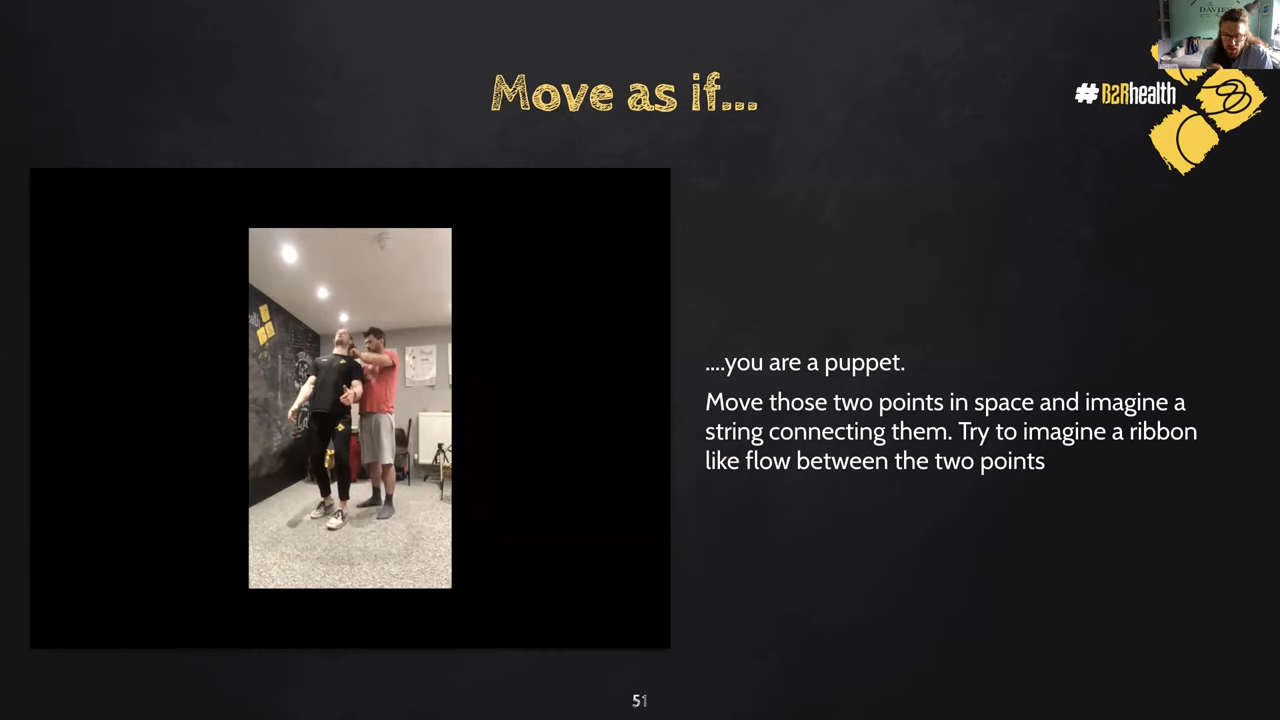 DAVIE
Move as if...
#B2Rhealth
....you are a puppet.
Move those two points in space and imagine a
string connecting them. Try to imagine a ribbon
like flow between the two points
51